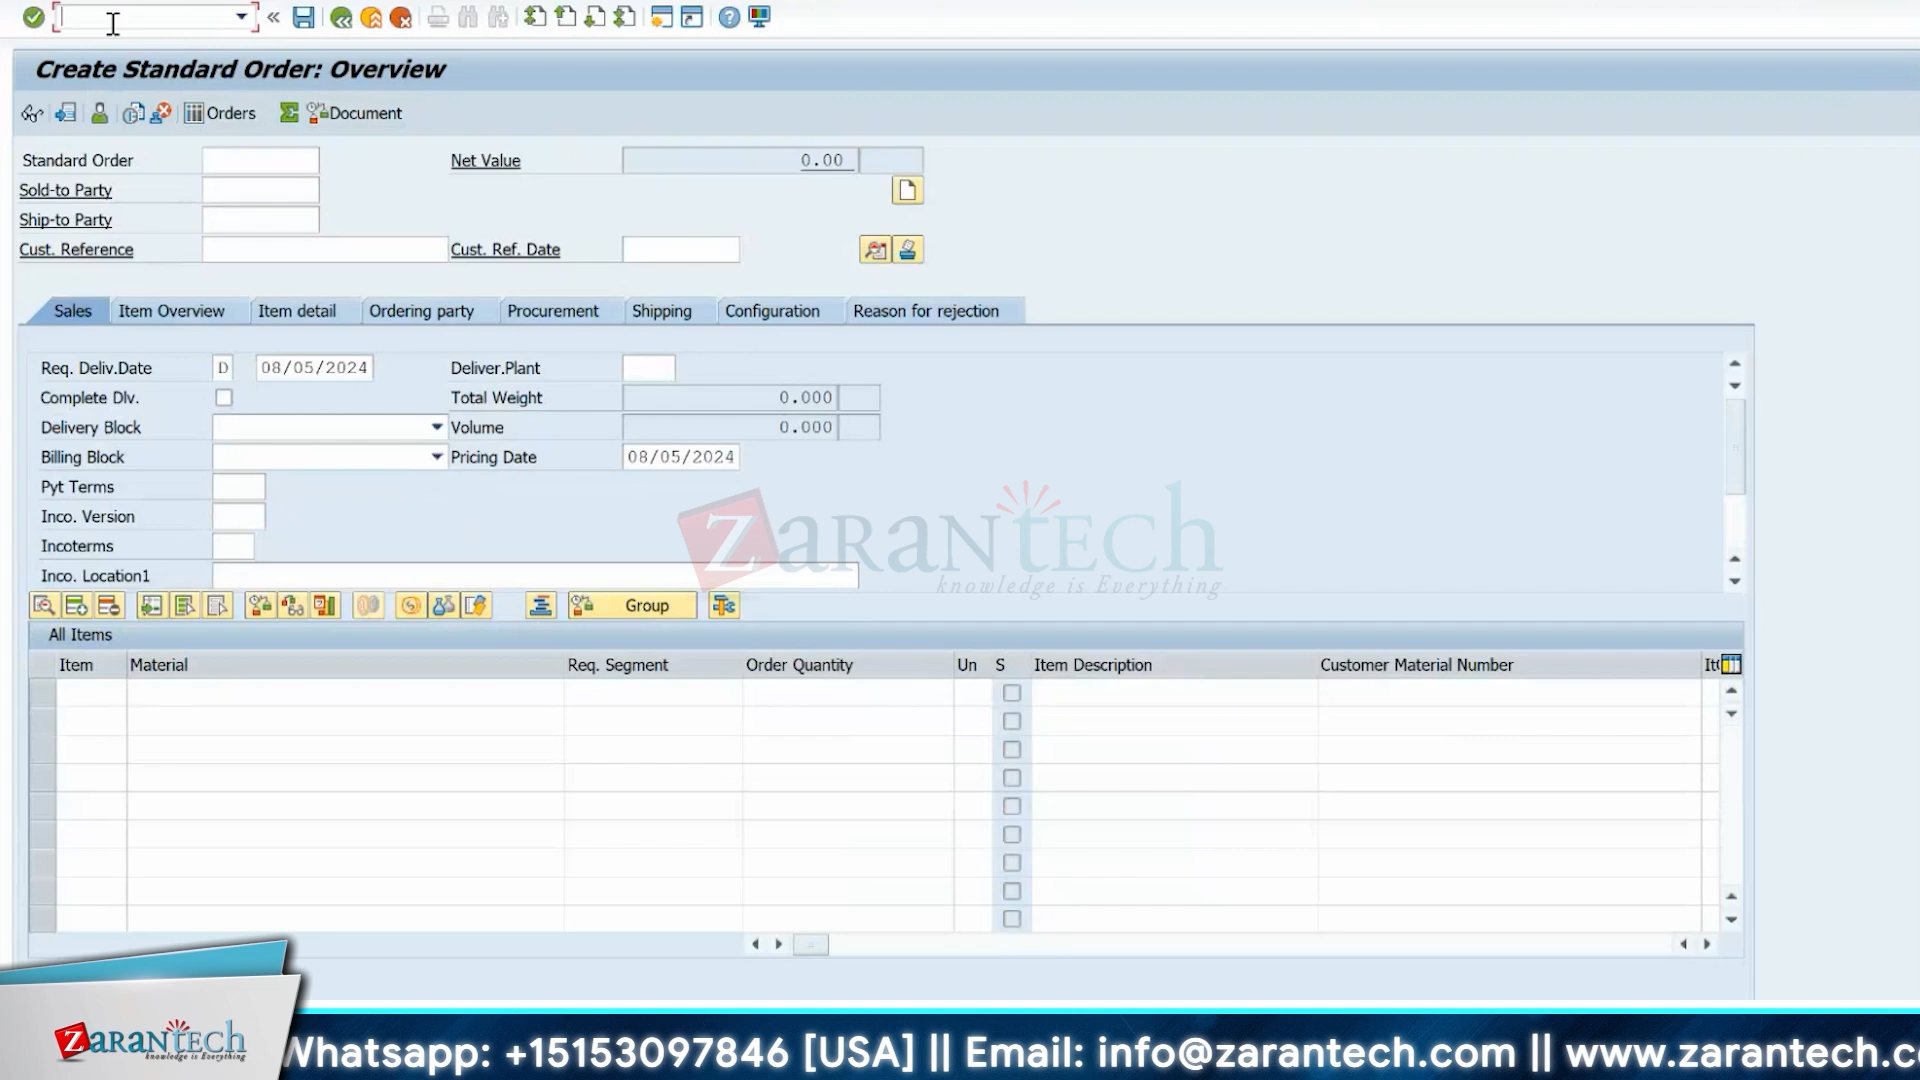 Create Standard Order: Overview
Orders Document
Standard Order Net Value 0.00
Sold-to Party
Ship-to Party
Cust. Reference Cust. Ref. Date
Sales Item Overview Item detail Ordering party Procurement Shipping Configuration Reason for rejection
Req. Deliv.Date D 08/05/2024 Deliver.Plant
Complete Dlv. Total Weight 0.000
Delivery Block Volume 0.000
Billing Block Pricing Date 08/05/2024
Pyt Terms
Inco. Version
Incoterms
Inco. Location1
ZaranTech
knowledge is Everything
Group
All Items
Item Material Req. Segment Order Quantity Un S Item Description Customer Material Number It
ZaranTech
knowledge is Everything
Whatsapp: +15153097846 [USA] || Email: info@zarantech.com || www.zarantech.c